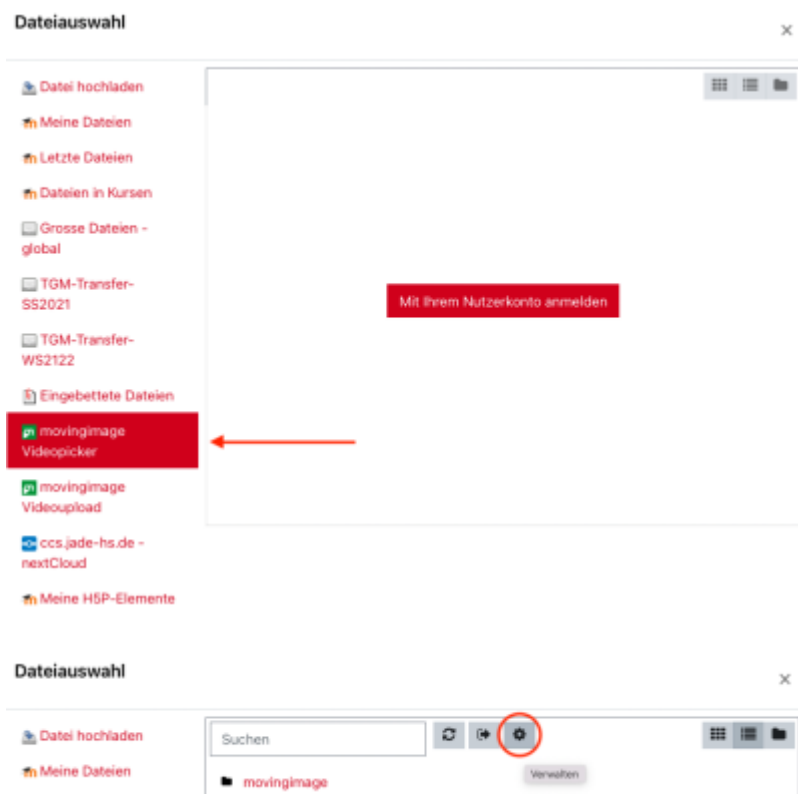 Dateiauswahl
Datei hochladen
Meine Dateien
Letzte Dateien
Dateien in Kursen
Grosse Dateien -
global
TGM-Transfer-
SS2021
TGM-Transfer-
WS2122
Eingebettete Dateien
movingimage
Videopicker
movingimage
Videoupload
ccs.jade-hs.de -
nextCloud
Meine H5P-Elemente
Mit Ihrem Nutzerkonto anmelden
Dateiauswahl
Datei hochladen
Meine Dateien
Suchen
Verwalten
movingimage